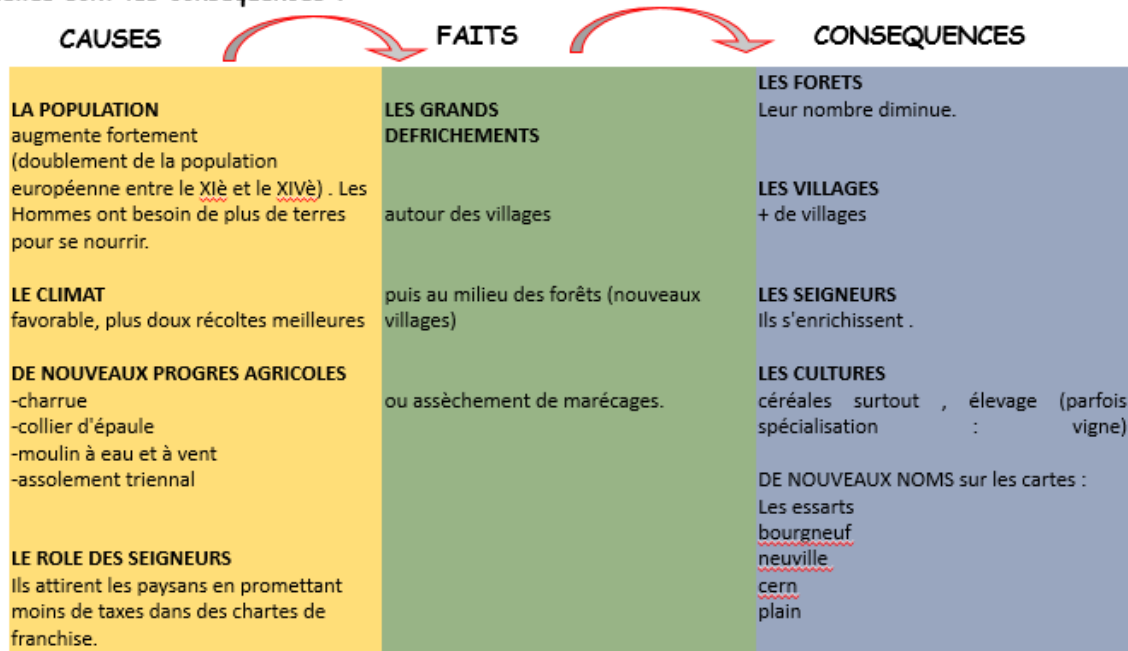 CAUSES
FAITS
CONSEQUENCES
LA POPULATION
augmente fortement
(doublement de la population
européenne entre le XIè et le XIVè) . Les
Hommes ont besoin de plus de terres
pour se nourrir.
LE CLIMAT
favorable, plus doux récoltes meilleures
DE NOUVEAUX PROGRES AGRICOLES
-charrue
-collier d'épaule
-moulin à eau et à vent
-assolement triennal
LE ROLE DES SEIGNEURS
Ils attirent les paysans en promettant
moins de taxes dans des chartes de
franchise.
LES GRANDS
DEFRICHEMENTS
autour des villages
puis au milieu des forêts (nouveaux
villages)
ou assèchement de marécages.
LES FORETS
Leur nombre diminue.
LES VILLAGES
+ de villages
LES SEIGNEURS
Ils s'enrichissent .
LES CULTURES
céréales surtout , élevage (parfois
spécialisation : vigne)
DE NOUVEAUX NOMS sur les cartes :
Les essarts
bourgneuf
neuville
cern
plain